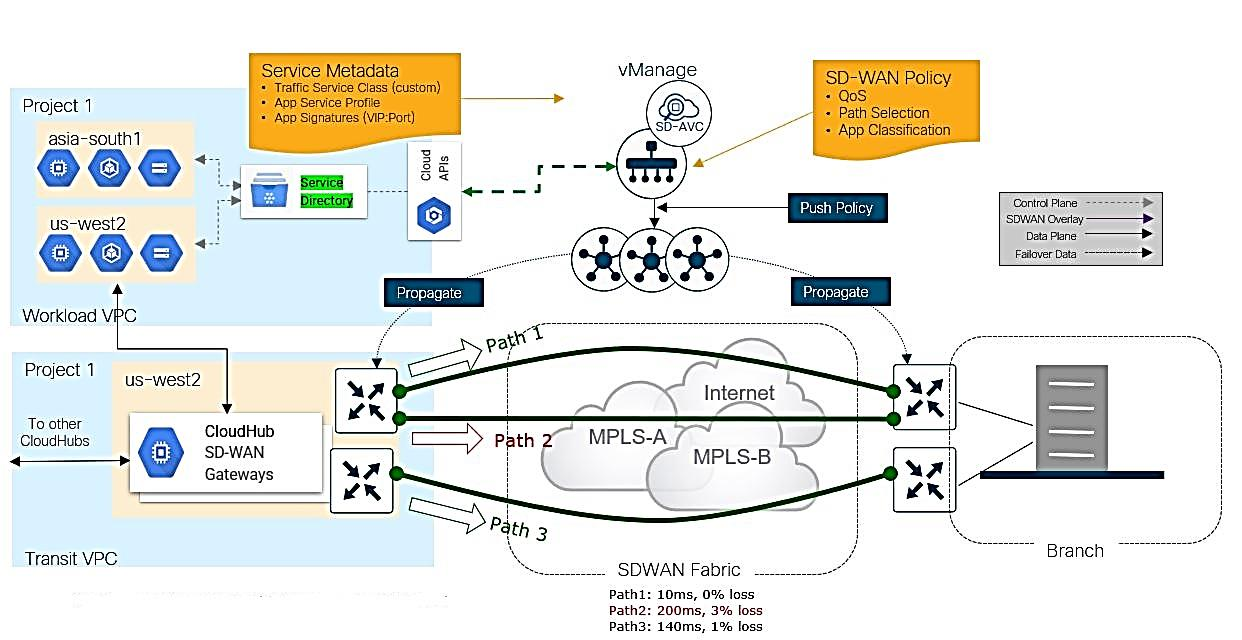 Service Metadata
• Traffic Service Class (custom)
• App Service Profile
• App Signatures (VIP:Port)
vManage
SD-AVC
SD-WAN Policy
• QoS
• Path Selection
• App Classification
Project 1
asia-south1
us-west2
Workload VPC
Service
Directory
Cloud
APIs
Push Policy
Propagate
Propagate
Control Plane
SDWAN Overlay
Data Plane
Failover Data
Project 1
us-west2
To other
CloudHubs
CloudHub
SD-WAN
Gateways
Transit VPC
Path 1
Path 2
Path 3
Internet
MPLS-A
MPLS-B
SDWAN Fabric
Branch
Path1: 10ms, 0% loss
Path2: 200ms, 3% loss
Path3: 140ms, 1% loss